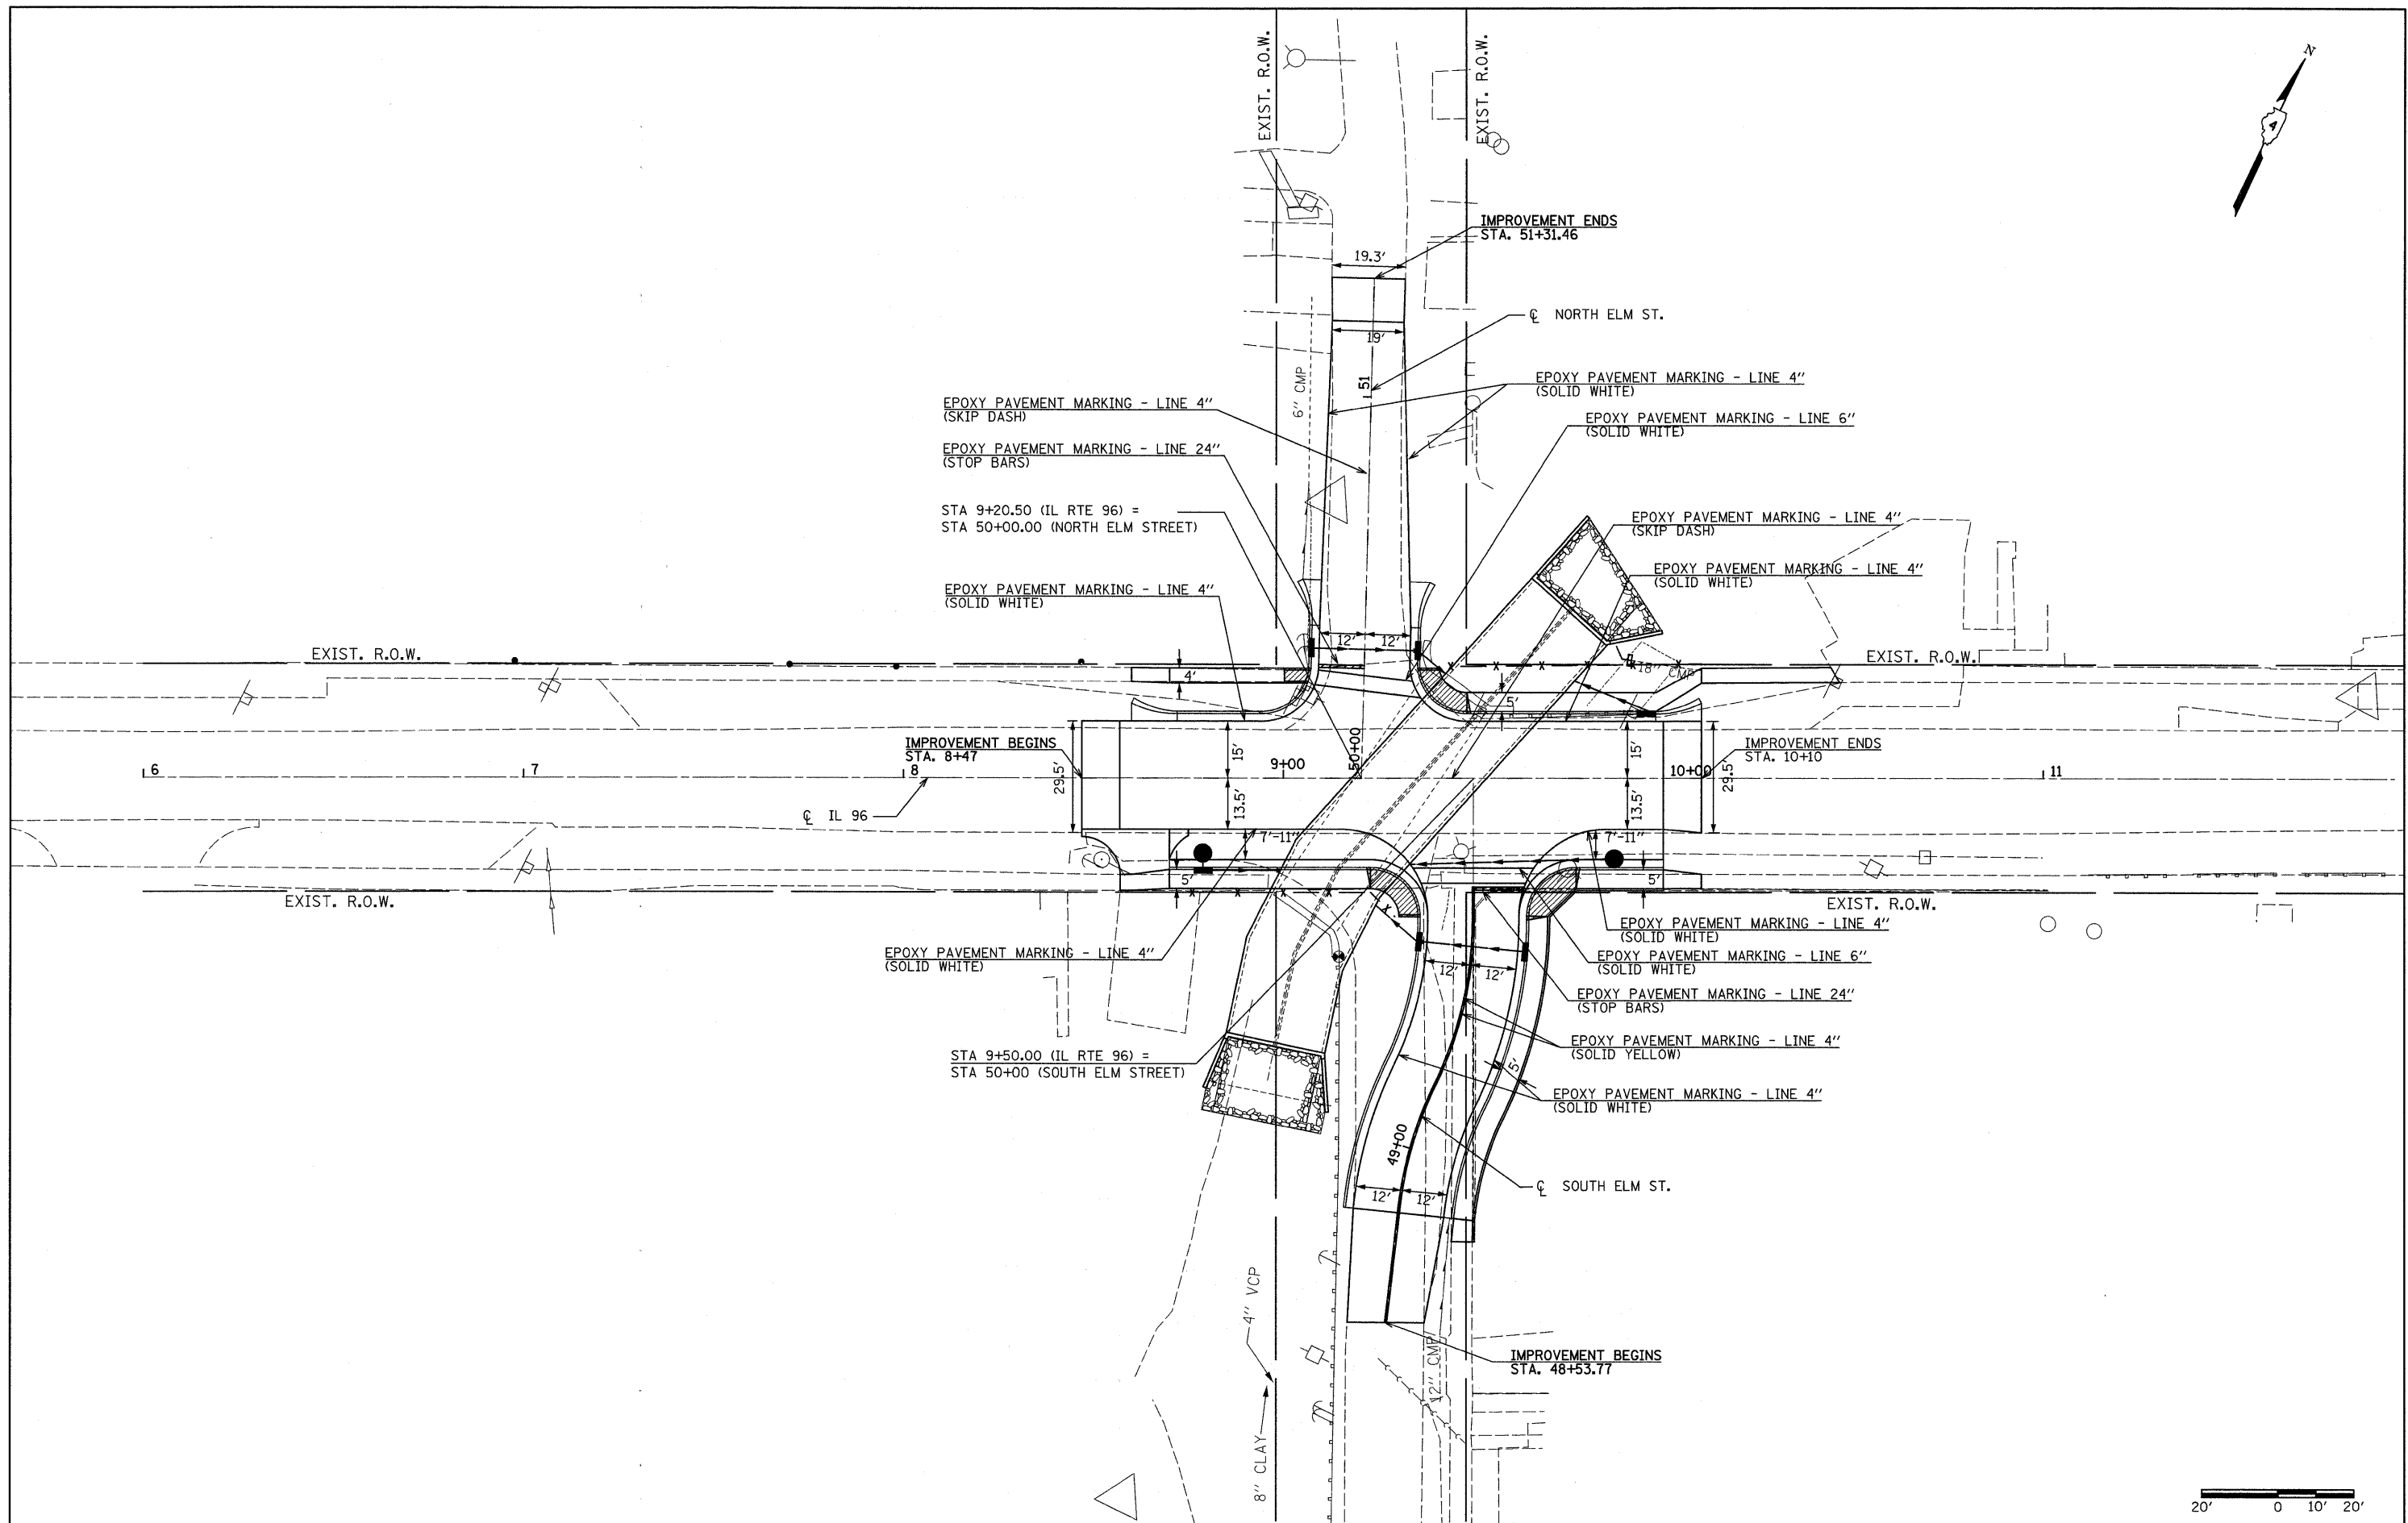 EXIST. R.O.W.
EXIST. R.O.W.
N
4
IMPROVEMENT ENDS
STA. 51+31.46
19.3'
℄ NORTH ELM ST.
19'
51
6" CMP
EPOXY PAVEMENT MARKING - LINE 4"
(SOLID WHITE)
EPOXY PAVEMENT MARKING - LINE 4"
(SKIP DASH)
EPOXY PAVEMENT MARKING - LINE 6"
(SOLID WHITE)
EPOXY PAVEMENT MARKING - LINE 24"
(STOP BARS)
STA 9+20.50 (IL RTE 96) =
STA 50+00.00 (NORTH ELM STREET)
EPOXY PAVEMENT MARKING - LINE 4"
(SKIP DASH)
EPOXY PAVEMENT MARKING - LINE 4"
(SOLID WHITE)
EPOXY PAVEMENT MARKING - LINE 4"
(SOLID WHITE)
12' 12'
EXIST. R.O.W.
EXIST. R.O.W.
18" CMP
4'
5'
IMPROVEMENT BEGINS
STA. 8+47
IMPROVEMENT ENDS
STA. 10+10
15'
15'
50+00
29.5'
29.5'
6
7
8
9+00
10+00
11
13.5'
13.5'
℄ IL 96
7'-11"
7'-11"
5'
5'
EXIST. R.O.W.
EXIST. R.O.W.
EPOXY PAVEMENT MARKING - LINE 4"
(SOLID WHITE)
EPOXY PAVEMENT MARKING - LINE 4"
(SOLID WHITE)
EPOXY PAVEMENT MARKING - LINE 6"
(SOLID WHITE)
12' 12'
EPOXY PAVEMENT MARKING - LINE 24"
(STOP BARS)
EPOXY PAVEMENT MARKING - LINE 4"
(SOLID YELLOW)
STA 9+50.00 (IL RTE 96) =
STA 50+00 (SOUTH ELM STREET)
5'
EPOXY PAVEMENT MARKING - LINE 4"
(SOLID WHITE)
49+00
℄ SOUTH ELM ST.
12' 12'
4" VCP
8" CLAY
12" CMP
IMPROVEMENT BEGINS
STA. 48+53.77
20' 0 10' 20'